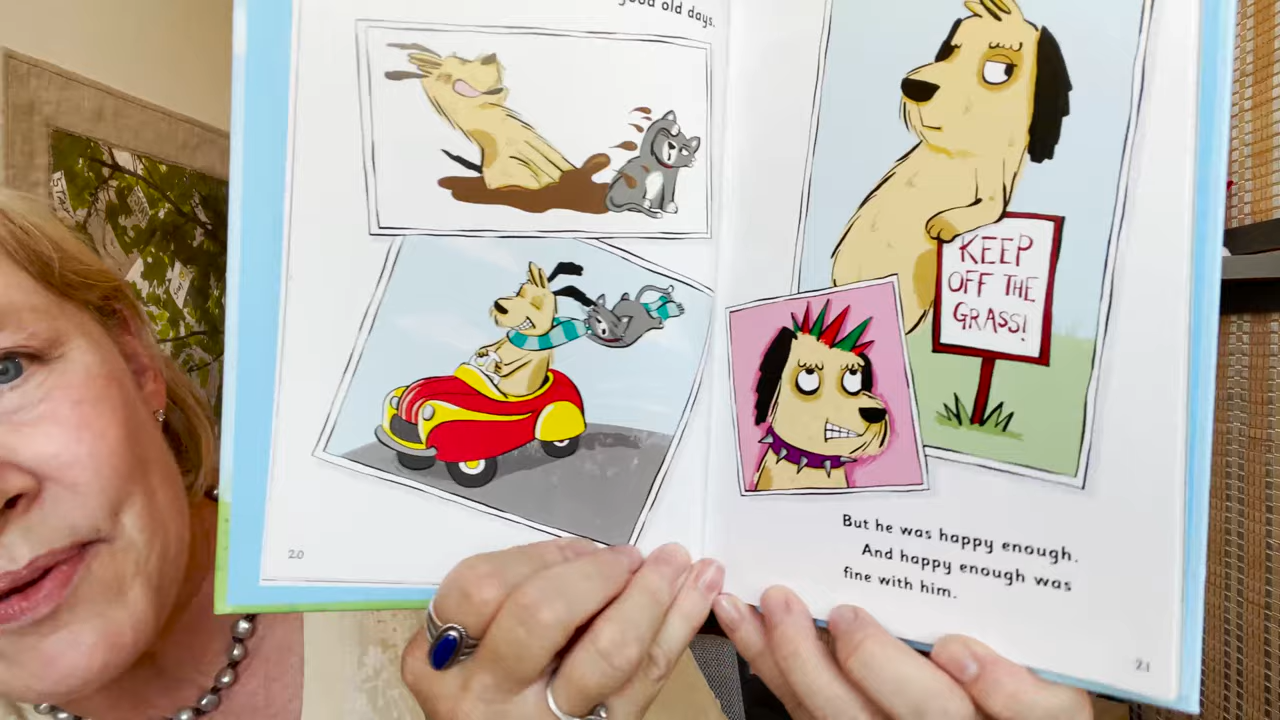 good old days.
KEEP
OFF THE
GRASS!
But he was happy enough.
And happy enough was
fine with him.
20
21